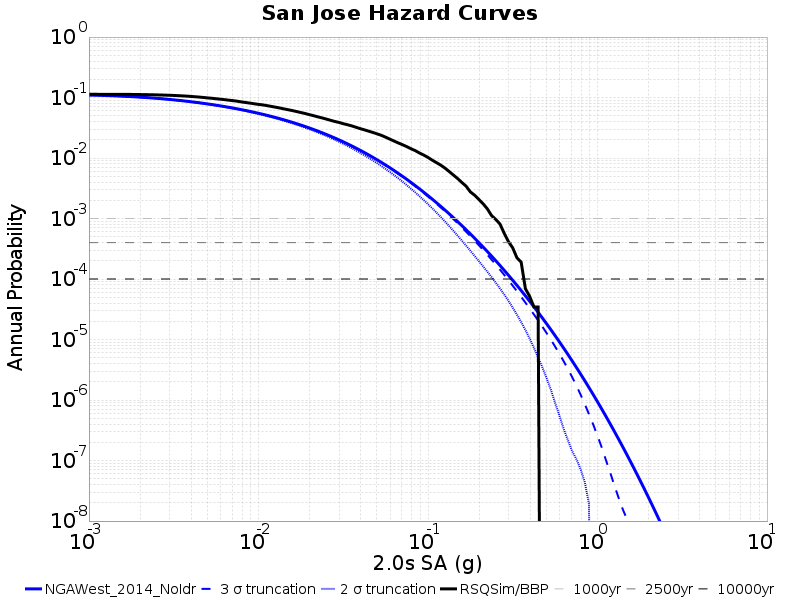 San Jose Hazard Curves
10^0
10^-1
10^-2
10^-3
10^-4
10^-5
10^-6
10^-7
10^-8
Annual Probability
10^-3 10^-2 10^-1 10^0 10^1
2.0s SA (g)
NGAWest_2014_NoIdr 3 σ truncation 2 σ truncation RSQSim/BBP 1000yr 2500yr 10000yr